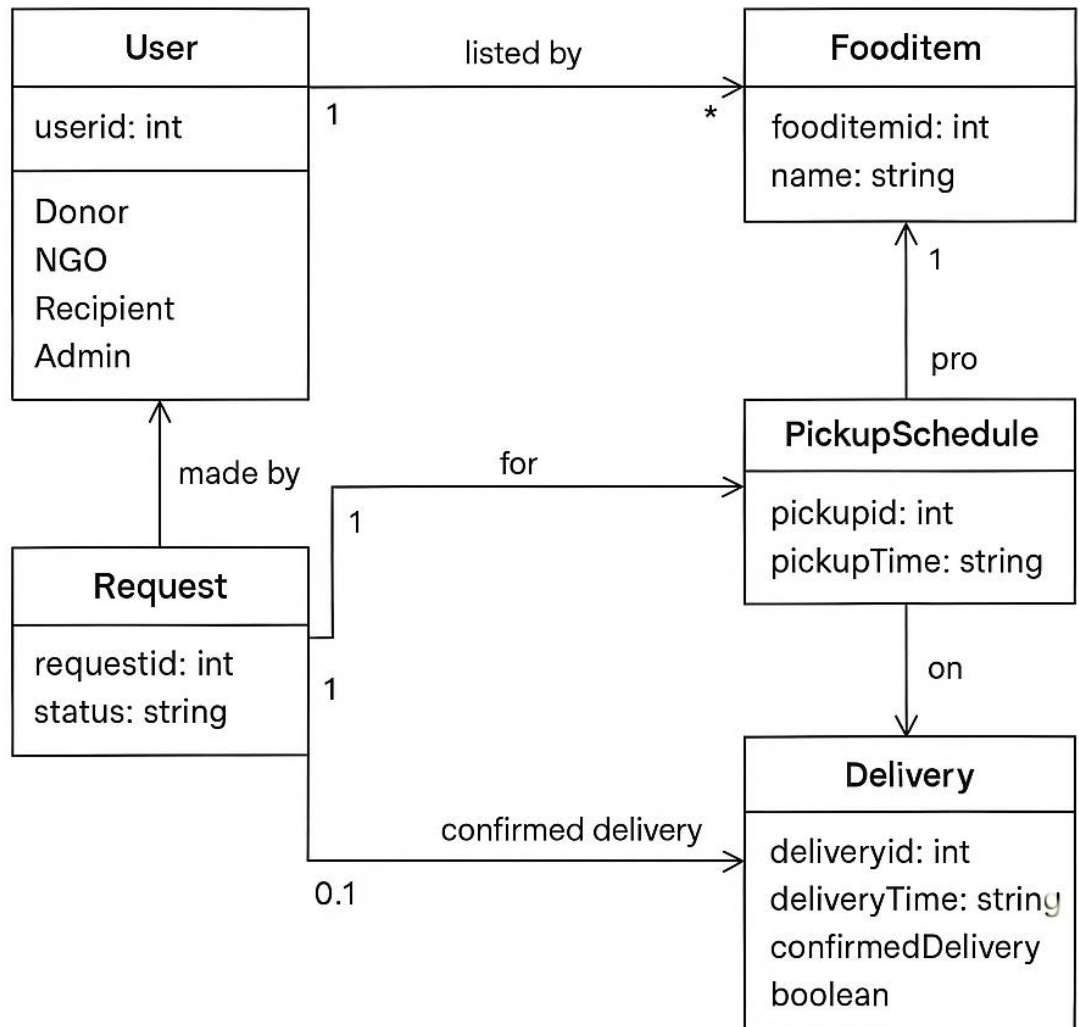 User
userid: int
Donor
NGO
Recipient
Admin
listed by
1
*
Fooditem
fooditemid: int
name: string
1
pro
made by
for
1
PickupSchedule
pickupid: int
pickupTime: string
Request
requestid: int
status: string
1
on
confirmed delivery
0.1
Delivery
deliveryid: int
deliveryTime: string
confirmedDelivery
boolean